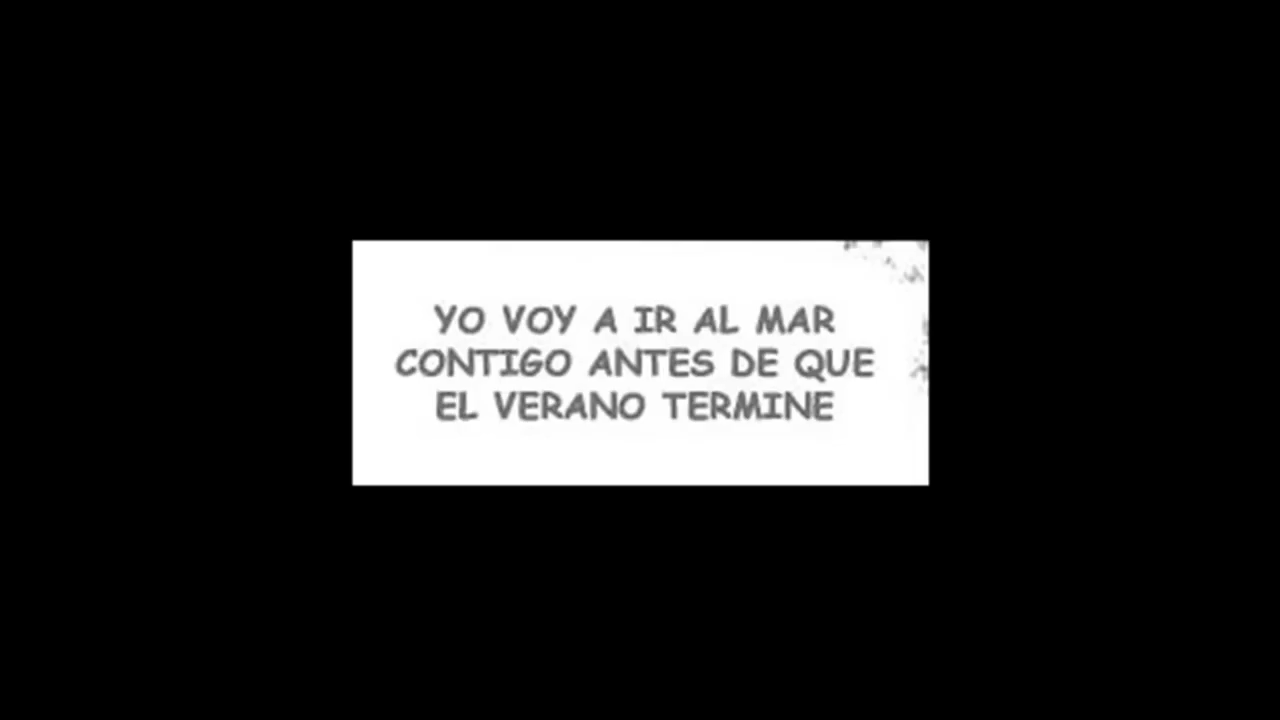 YO VOY A IR AL MAR
CONTIGO ANTES DE QUE
EL VERANO TERMINE